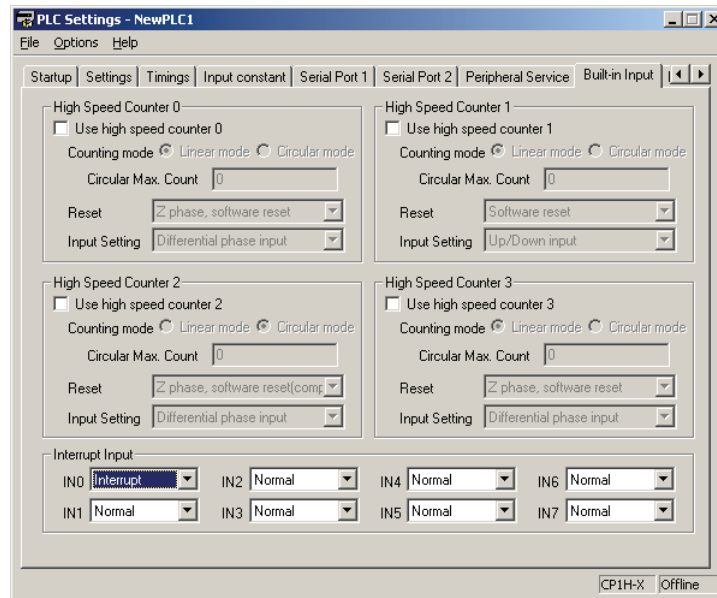 PLC Settings - NewPLC1
File Options Help
Startup Settings Timings Input constant Serial Port 1 Serial Port 2 Peripheral Service Built-in Input
High Speed Counter 0
Use high speed counter 0
Counting mode Linear mode Circular mode
Circular Max. Count 0
Reset Z phase, software reset
Input Setting Differential phase input
High Speed Counter 1
Use high speed counter 1
Counting mode Linear mode Circular mode
Circular Max. Count 0
Reset Software reset
Input Setting Up/Down input
High Speed Counter 2
Use high speed counter 2
Counting mode Linear mode Circular mode
Circular Max. Count 0
Reset Z phase, software reset(comp
Input Setting Differential phase input
High Speed Counter 3
Use high speed counter 3
Counting mode Linear mode Circular mode
Circular Max. Count 0
Reset Z phase, software reset
Input Setting Differential phase input
Interrupt Input
IN0 Interrupt IN2 Normal IN4 Normal IN6 Normal
IN1 Normal IN3 Normal IN5 Normal IN7 Normal
CP1H-X Offline